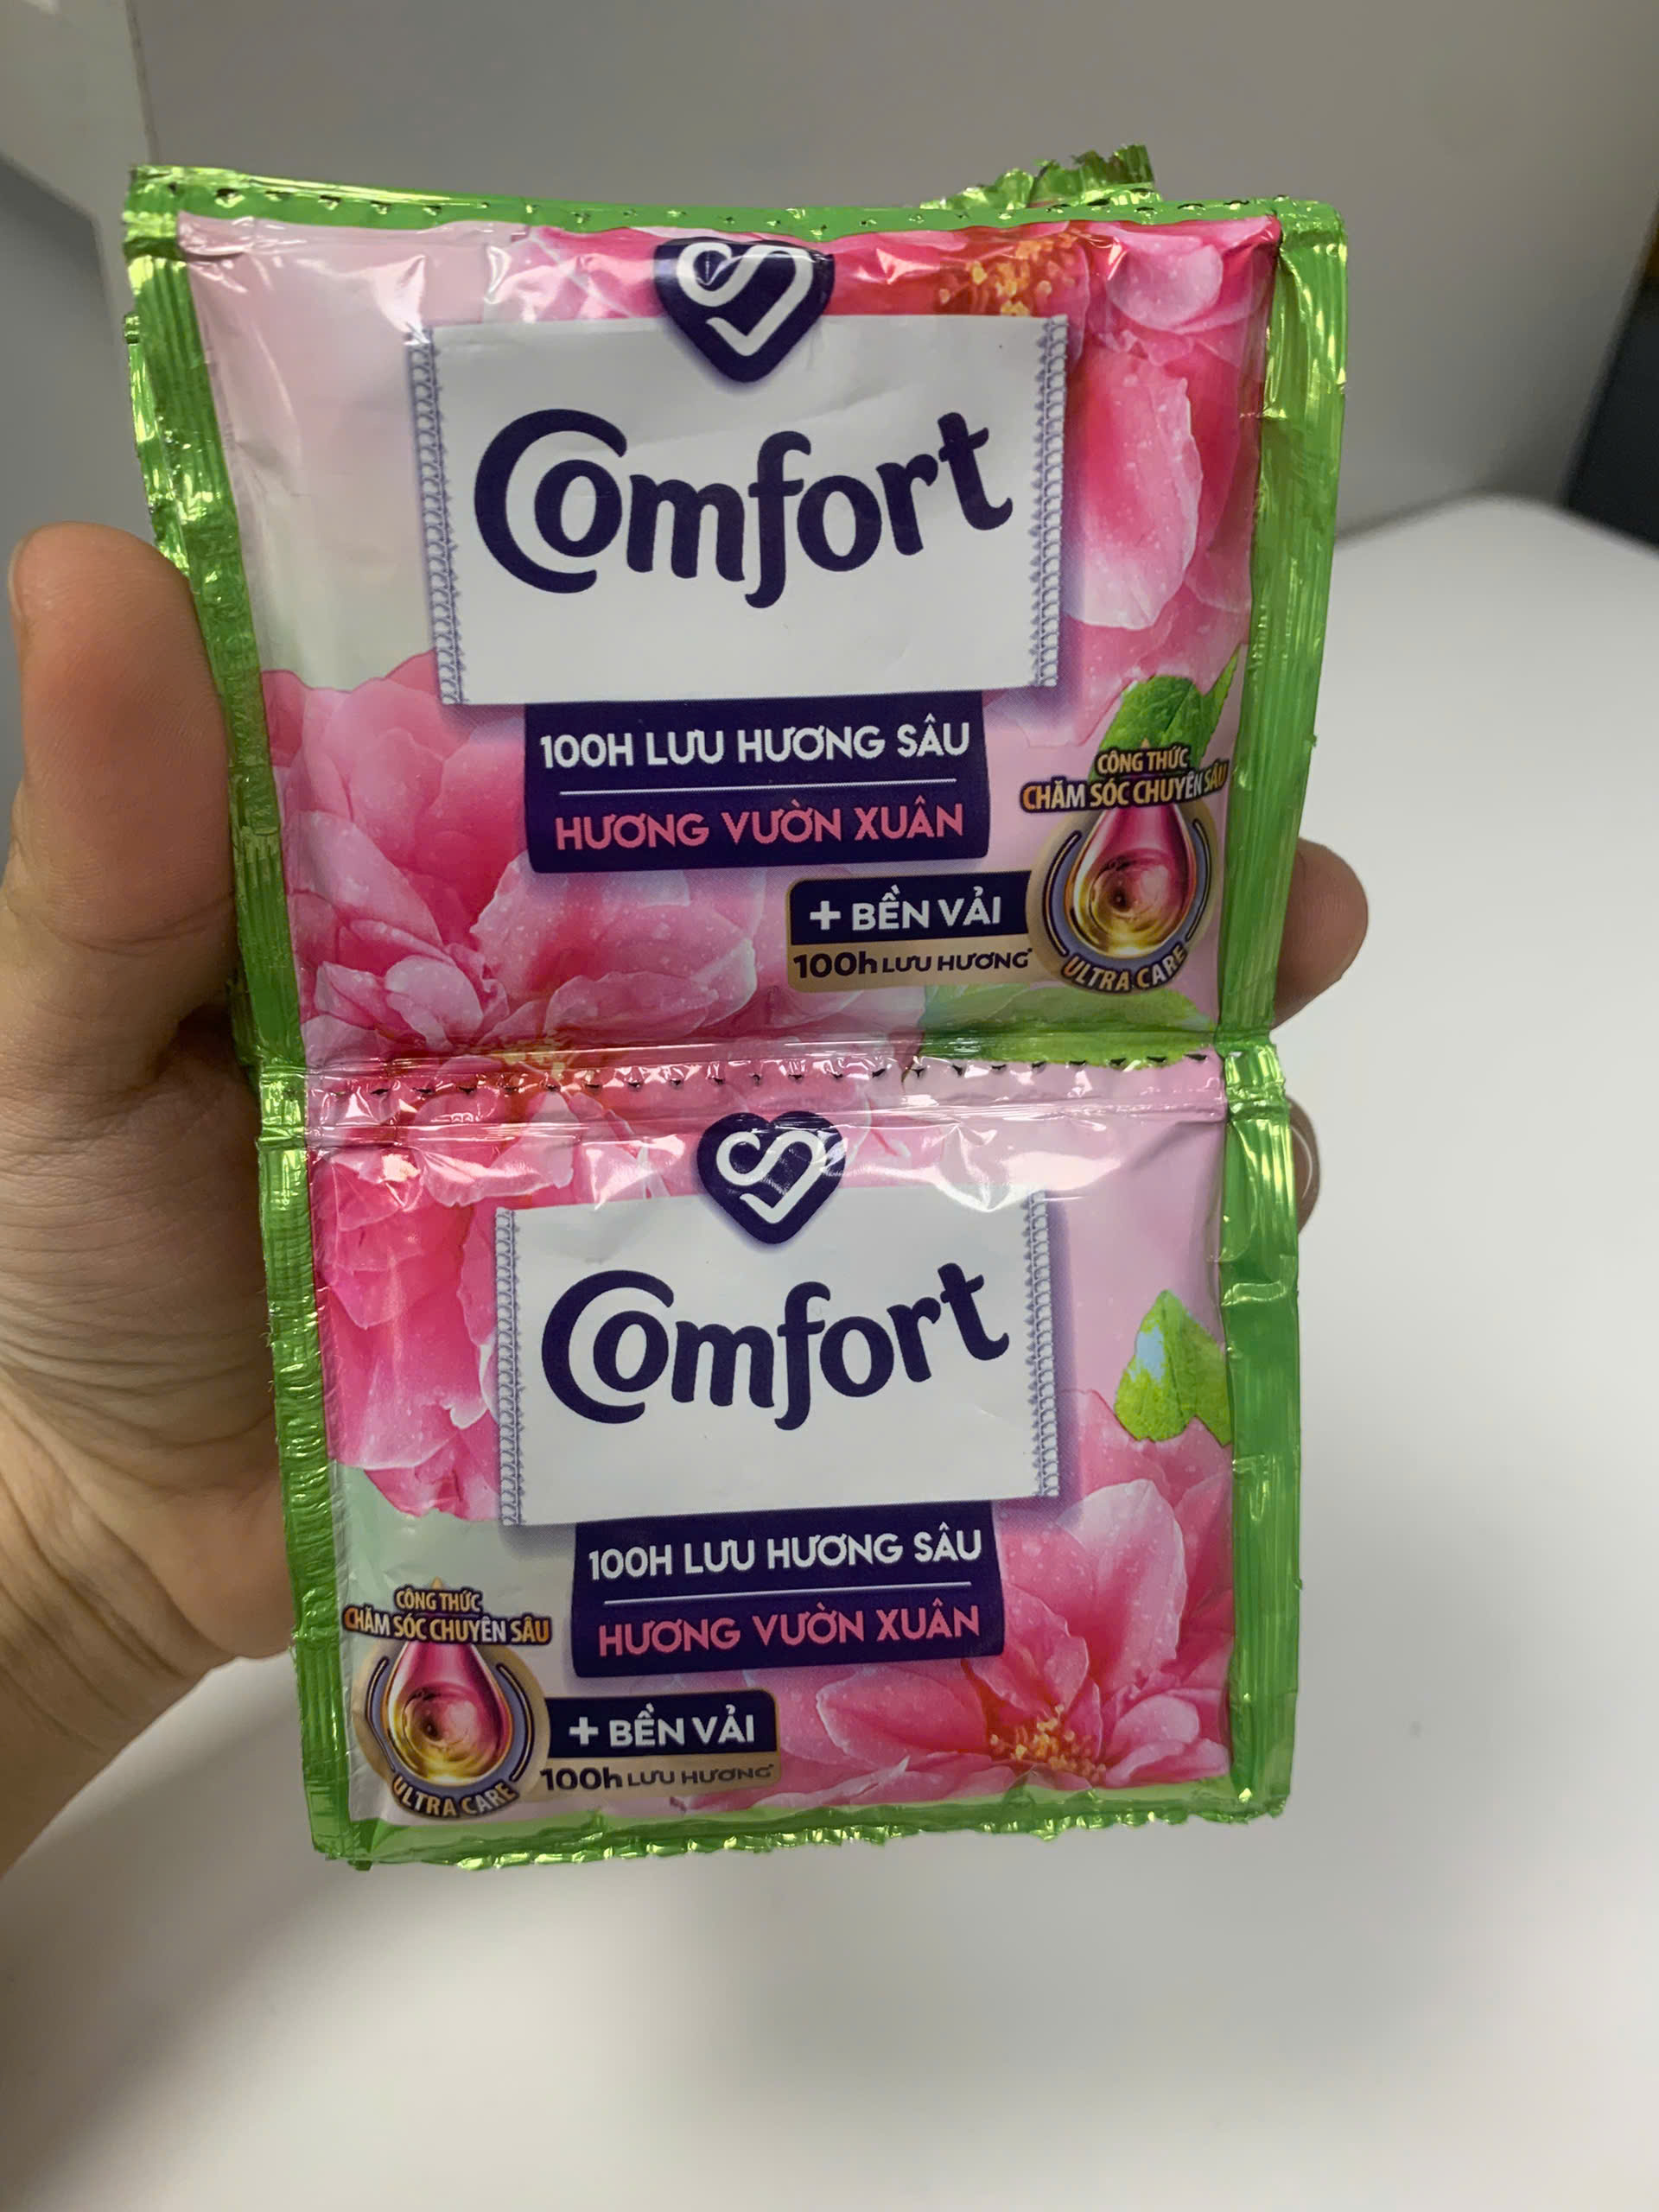 Comfort
100H LƯU HƯƠNG SÂU
HƯƠNG VƯỜN XUÂN
CÔNG THỨC
CHĂM SÓC CHUYÊN SÂU
+ BỀN VẢI
100h LƯU HƯƠNG*
ULTRA CARE
Comfort
100H LƯU HƯƠNG SÂU
HƯƠNG VƯỜN XUÂN
CÔNG THỨC
CHĂM SÓC CHUYÊN SÂU
+ BỀN VẢI
100h LƯU HƯƠNG*
ULTRA CARE